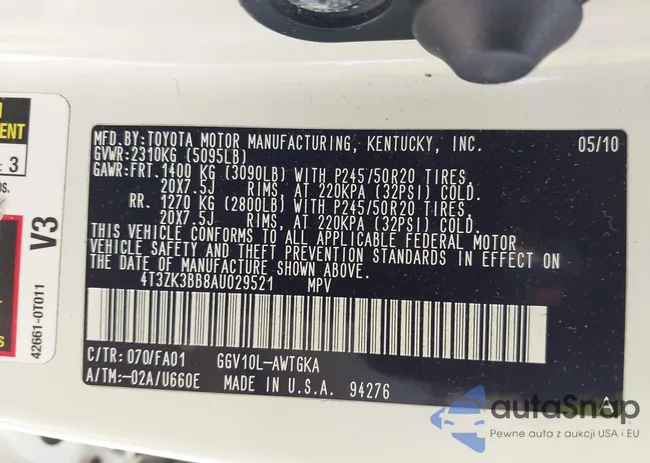 MFD.BY:TOYOTA MOTOR MANUFACTURING, KENTUCKY, INC. 05/10
GVWR:2310KG (5095LB)
GAWR:FRT. 1400 KG (3090LB) WITH P245/50R20 TIRES,
20X7.5J RIMS, AT 220KPA (32PSI) COLD.
RR. 1270 KG (2800LB) WITH P245/50R20 TIRES,
20X7.5J RIMS, AT 220KPA (32PSI) COLD.
THIS VEHICLE CONFORMS TO ALL APPLICABLE FEDERAL MOTOR
VEHICLE SAFETY AND THEFT PREVENTION STANDARDS IN EFFECT ON
THE DATE OF MANUFACTURE SHOWN ABOVE.
4T3ZK3BB8AU029521 MPV
C/TR:070/FA01 GGV10L-AWTGKA
A/TM:-02A/U660E MADE IN U.S.A. 94276
A
3
V3
42661-0T011
autoSnap
Pewne auta z aukcji USA i EU